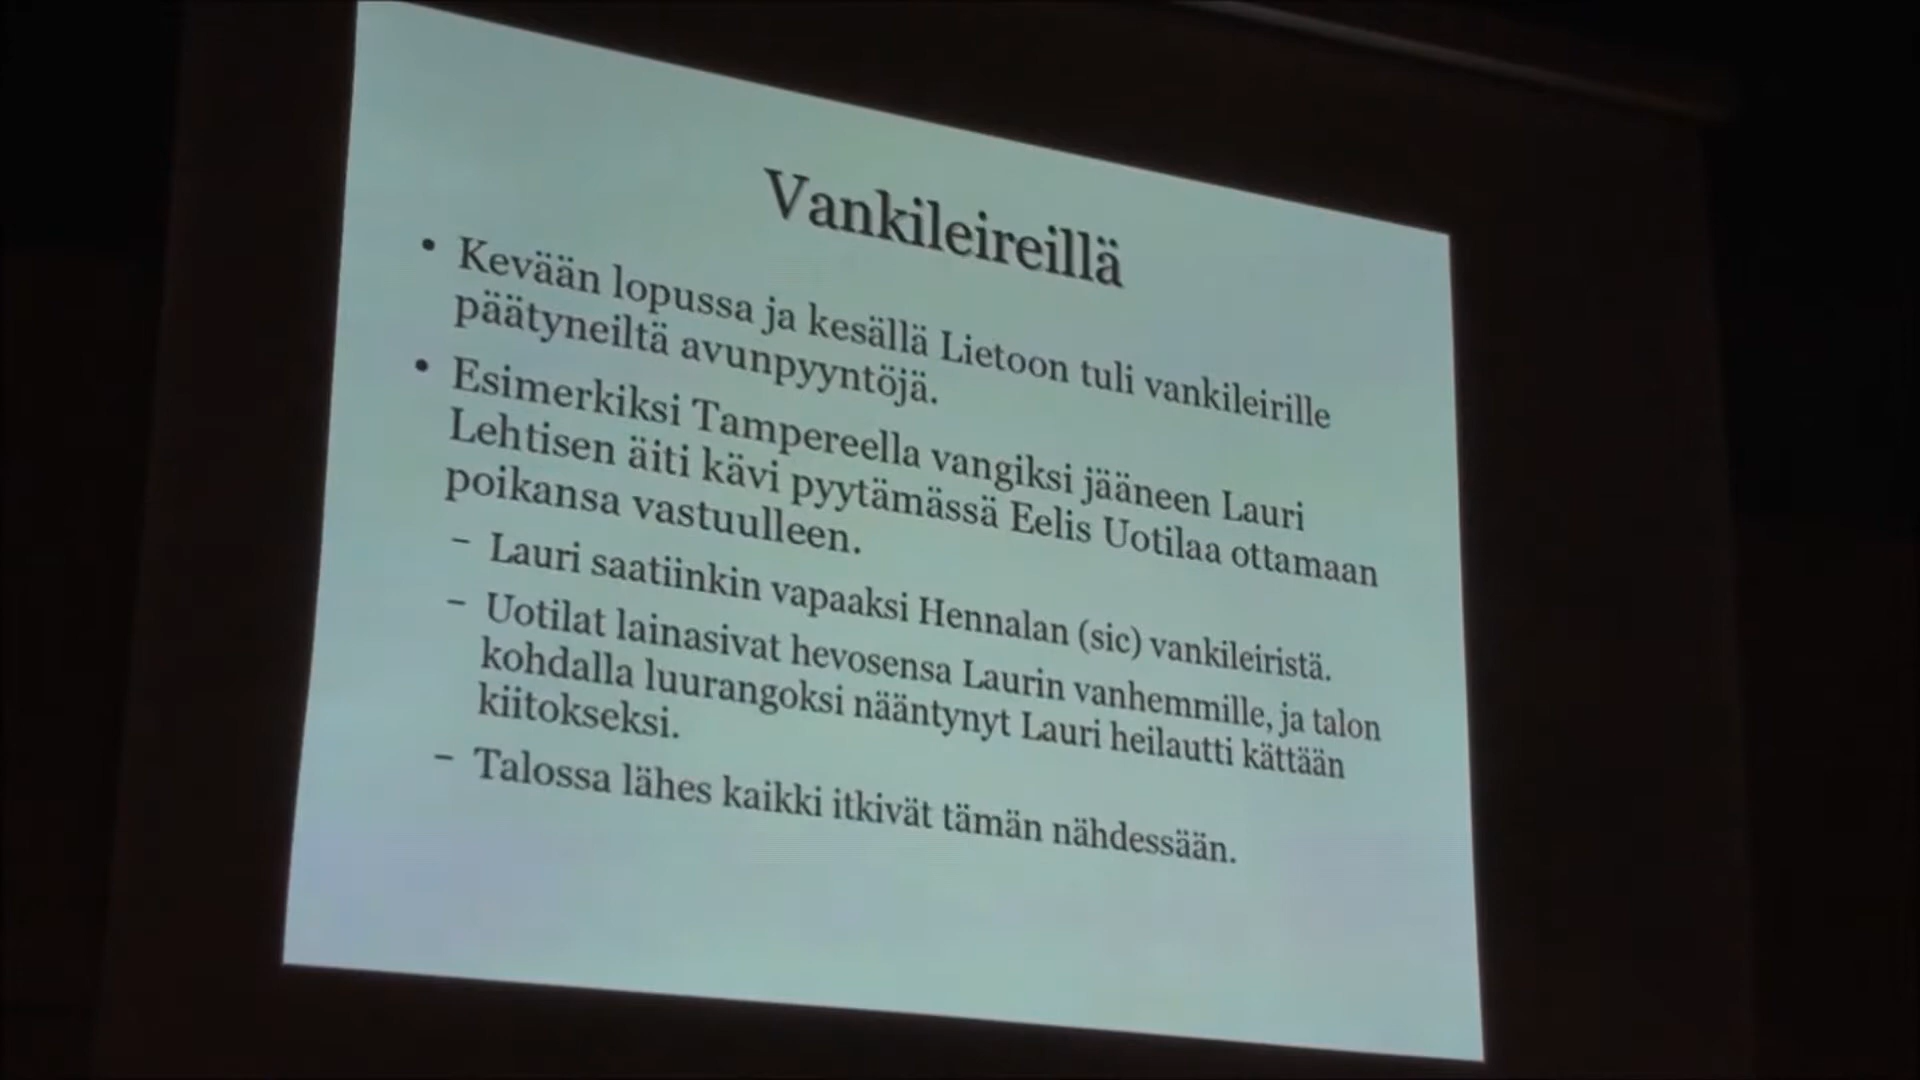 Vankileireillä
• Kevään lopussa ja kesällä Lietoon tuli vankileirille
päätyneiltä avunpyyntöjä.
• Esimerkiksi Tampereella vangiksi jääneen Lauri
Lehtisen äiti kävi pyytämässä Eelis Uotilaa ottamaan
poikansa vastuulleen.
– Lauri saatiinkin vapaaksi Hennalan (sic) vankileiristä.
– Uotilat lainasivat hevosensa Laurin vanhemmille, ja talon
kohdalla luurangoksi nääntynyt Lauri heilautti kättään
kiitokseksi.
– Talossa lähes kaikki itkivät tämän nähdessään.